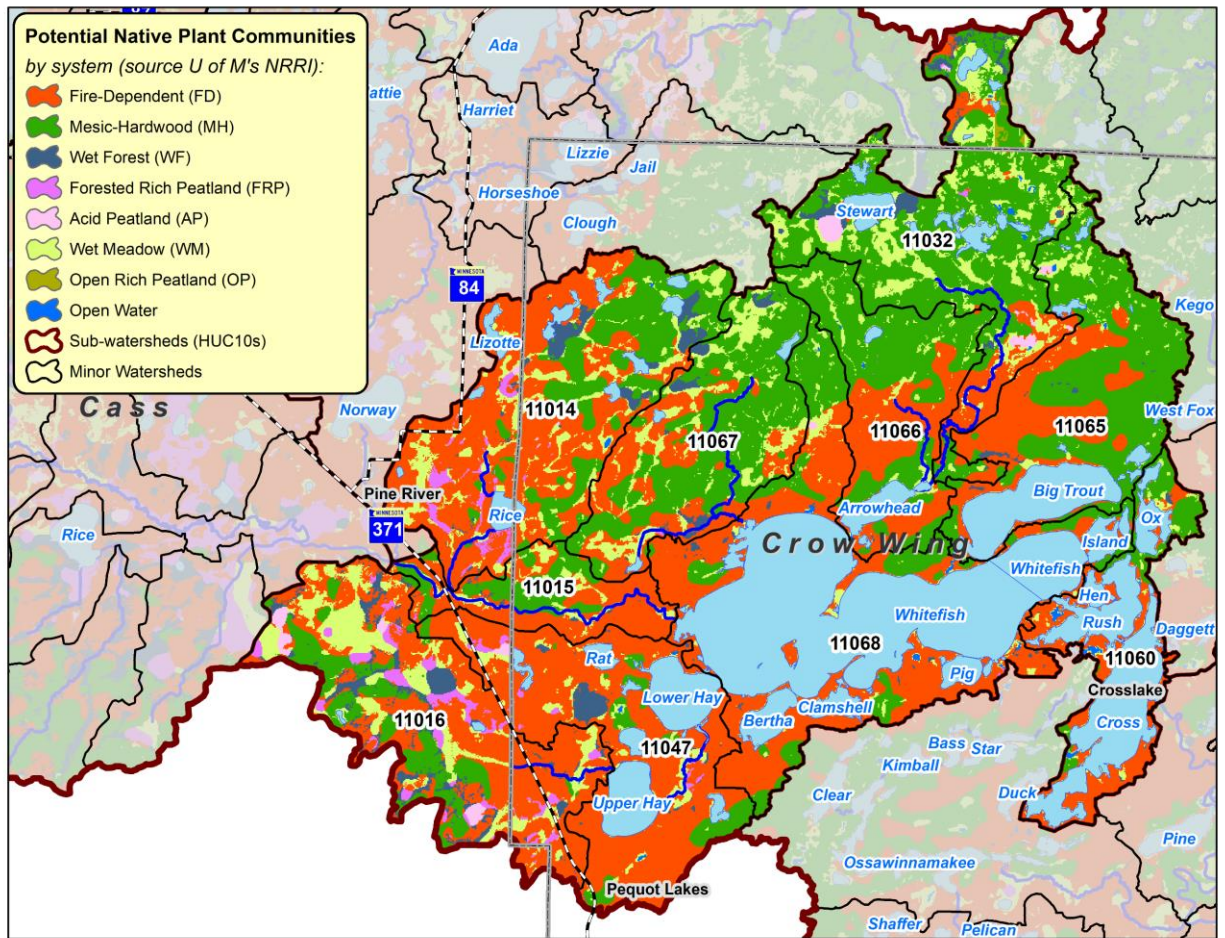 Potential Native Plant Communities
by system (source U of M's NRRI):
Fire-Dependent (FD)
Mesic-Hardwood (MH)
Wet Forest (WF)
Forested Rich Peatland (FRP)
Acid Peatland (AP)
Wet Meadow (WM)
Open Rich Peatland (OP)
Open Water
Sub-watersheds (HUC10s)
Minor Watersheds
Ada
Harriet
Lizzie
Jail
Horseshoe
Clough
Stewart
11032
MINNESOTA
84
Kego
Lizotte
Cass
Norway
11014
11067
11066
11065
West Fox
Pine River
Rice
Arrowhead
Big Trout
Ox
MINNESOTA
371
Rice
Crow Wing
Island
Whitefish
11015
Hen
Whitefish
Rush
Rat
11068
11060
Daggett
Pig
Crosslake
Lower Hay
Clamshell
11016
Bertha
Cross
11047
Bass
Star
Kimball
Upper Hay
Clear
Duck
Pine
Ossawinnamakee
Pequot Lakes
Shaffer
Pelican